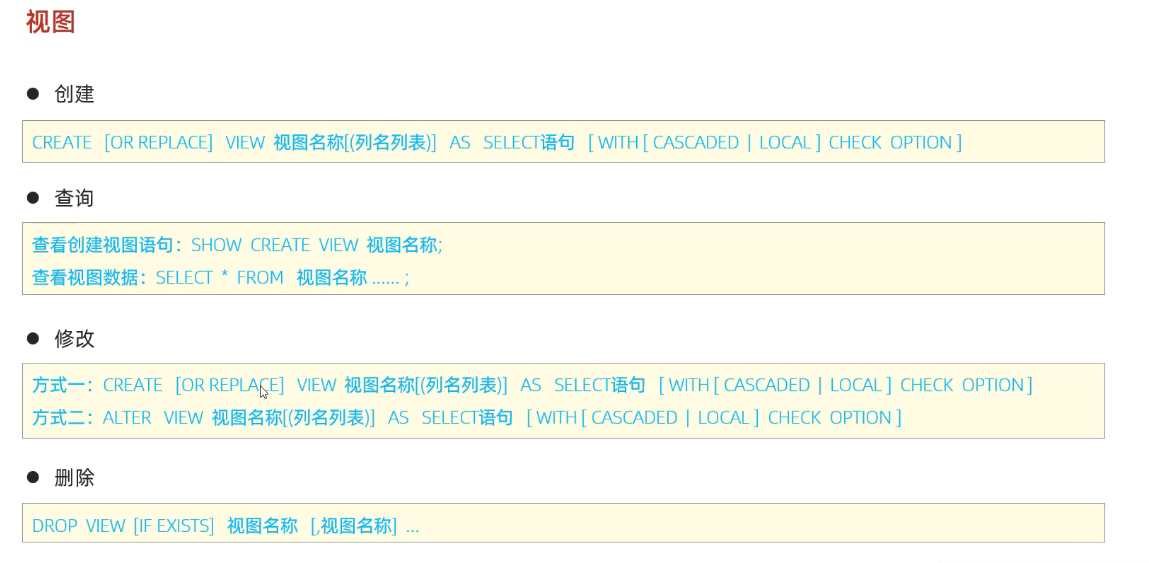 视图
● 创建
CREATE [OR REPLACE] VIEW 视图名称[(列名列表)] AS SELECT语句 [ WITH [ CASCADED | LOCAL ] CHECK OPTION ]
● 查询
查看创建视图语句：SHOW CREATE VIEW 视图名称;
查看视图数据：SELECT * FROM 视图名称 ...... ;
● 修改
方式一：CREATE [OR REPLACE] VIEW 视图名称[(列名列表)] AS SELECT语句 [ WITH [ CASCADED | LOCAL ] CHECK OPTION ]
方式二：ALTER VIEW 视图名称[(列名列表)] AS SELECT语句 [ WITH [ CASCADED | LOCAL ] CHECK OPTION ]
● 删除
DROP VIEW [IF EXISTS] 视图名称 [,视图名称] ...